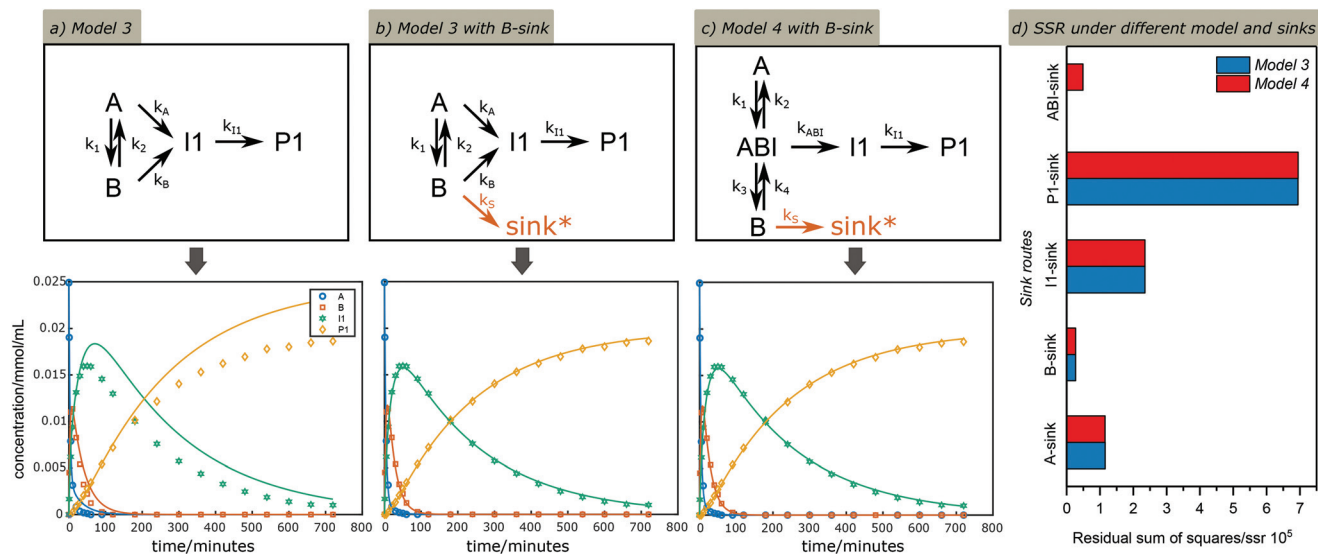 a) Model 3
A
k1
k2
B
kA
kB
I1
kI1
P1
b) Model 3 with B-sink
A
k1
k2
B
kA
kB
I1
kI1
P1
kS
sink*
c) Model 4 with B-sink
A
k1
k2
ABI
kABI
I1
kI1
P1
k3
k4
B
kS
sink*
concentration/mmol/mL
0.025
0.02
0.015
0.01
0.005
0
A
B
I1
P1
0 100 200 300 400 500 600 700 800
time/minutes
0 100 200 300 400 500 600 700 800
time/minutes
0 100 200 300 400 500 600 700 800
time/minutes
d) SSR under different model and sinks
Model 3
Model 4
Sink routes
ABI-sink
P1-sink
I1-sink
B-sink
A-sink
0 1 2 3 4 5 6 7
Residual sum of squares/ssr 10⁵